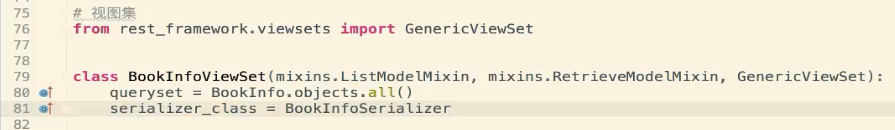 75 # 视图集
76 from rest_framework.viewsets import GenericViewSet
77
78
79 class BookInfoViewSet(mixins.ListModelMixin, mixins.RetrieveModelMixin, GenericViewSet):
80 queryset = BookInfo.objects.all()
81 serializer_class = BookInfoSerializer
82